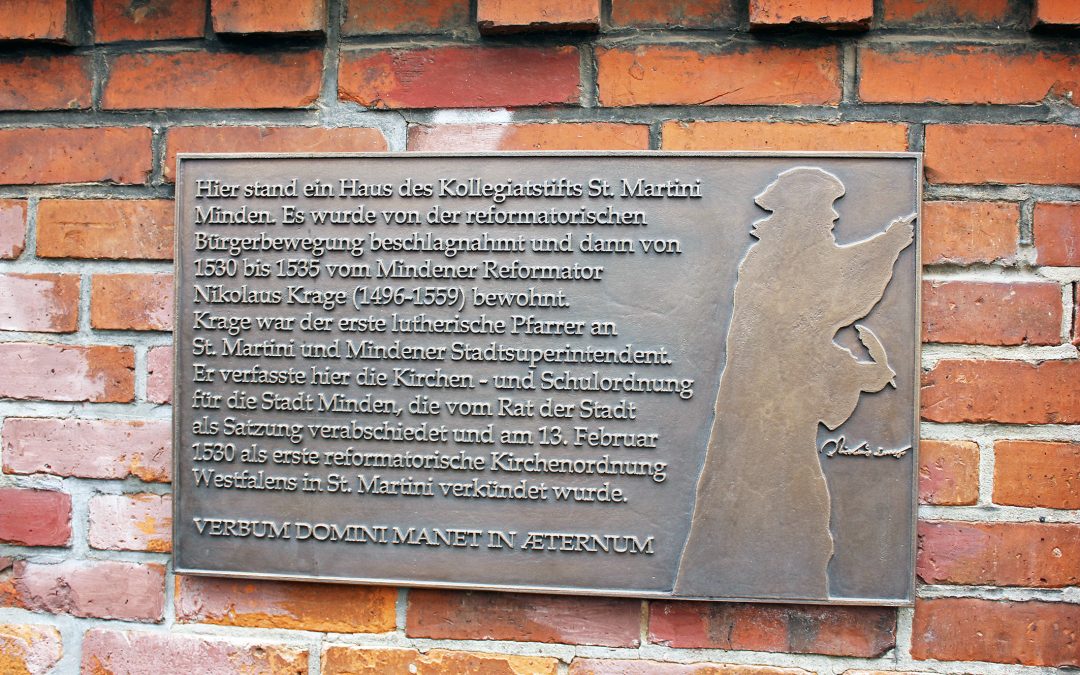 Hier stand ein Haus des Kollegiatstifts St. Martini
Minden. Es wurde von der reformatorischen
Bürgerbewegung beschlagnahmt und dann von
1530 bis 1535 vom Mindener Reformator
Nikolaus Krage (1496-1559) bewohnt.
Krage war der erste lutherische Pfarrer an
St. Martini und Mindener Stadtsuperintendent.
Er verfasste hier die Kirchen - und Schulordnung
für die Stadt Minden, die vom Rat der Stadt
als Satzung verabschiedet und am 13. Februar
1530 als erste reformatorische Kirchenordnung
Westfalens in St. Martini verkündet wurde.
VERBUM DOMINI MANET IN ÆTERNUM